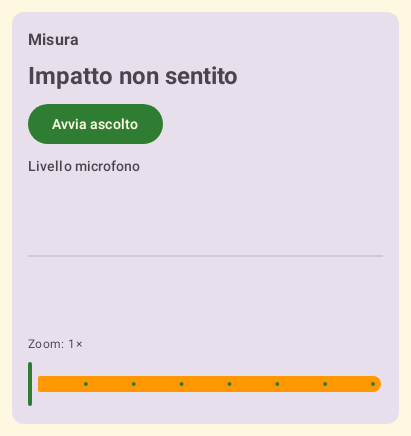 Misura
Impatto non sentito
Avvia ascolto
Livello microfono
Zoom: 1×